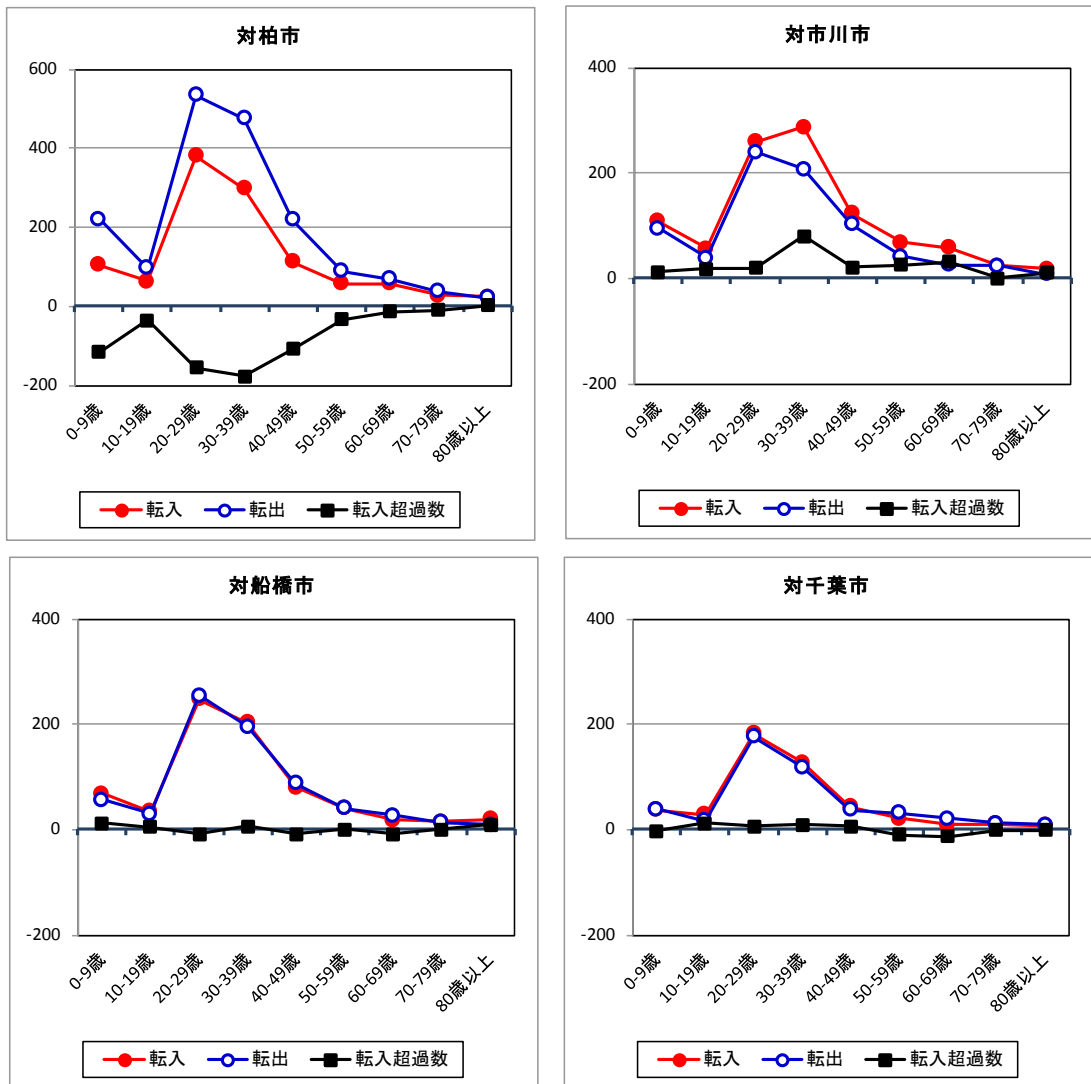 対柏市
600
400
200
0
-200
0-9歳
10-19歳
20-29歳
30-39歳
40-49歳
50-59歳
60-69歳
70-79歳
80歳以上
転入 転出 転入超過数
対市川市
400
200
0
-200
0-9歳
10-19歳
20-29歳
30-39歳
40-49歳
50-59歳
60-69歳
70-79歳
80歳以上
転入 転出 転入超過数
対船橋市
400
200
0
-200
0-9歳
10-19歳
20-29歳
30-39歳
40-49歳
50-59歳
60-69歳
70-79歳
80歳以上
転入 転出 転入超過数
対千葉市
400
200
0
-200
0-9歳
10-19歳
20-29歳
30-39歳
40-49歳
50-59歳
60-69歳
70-79歳
80歳以上
転入 転出 転入超過数